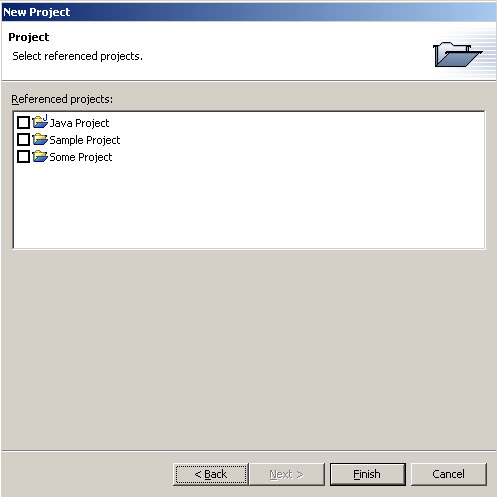 New Project
Project
Select referenced projects.
Referenced projects:
Java Project
Sample Project
Some Project
< Back Next > Finish Cancel